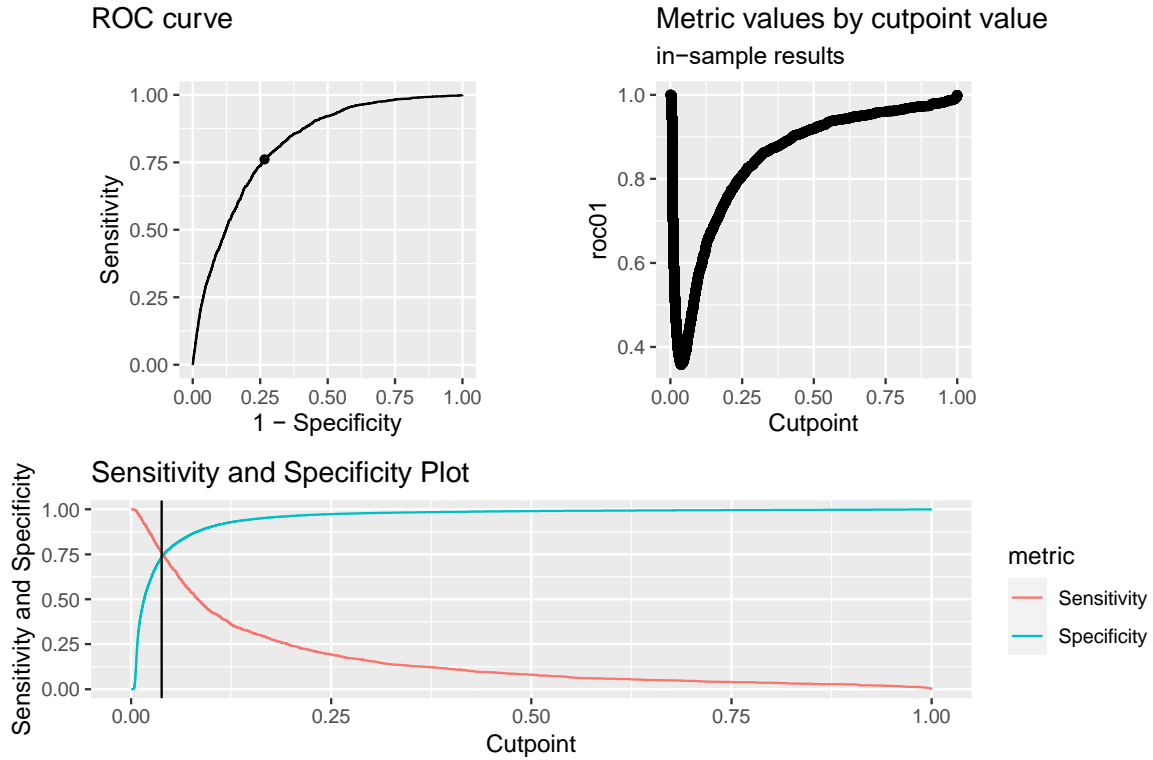 ROC curve
Sensitivity
1.00
0.75
0.50
0.25
0.00
0.00 0.25 0.50 0.75 1.00
1 − Specificity
Metric values by cutpoint value
in−sample results
roc01
1.0
0.8
0.6
0.4
0.00 0.25 0.50 0.75 1.00
Cutpoint
Sensitivity and Specificity Plot
Sensitivity and Specificity
1.00
0.75
0.50
0.25
0.00
0.00 0.25 0.50 0.75 1.00
Cutpoint
metric
Sensitivity
Specificity